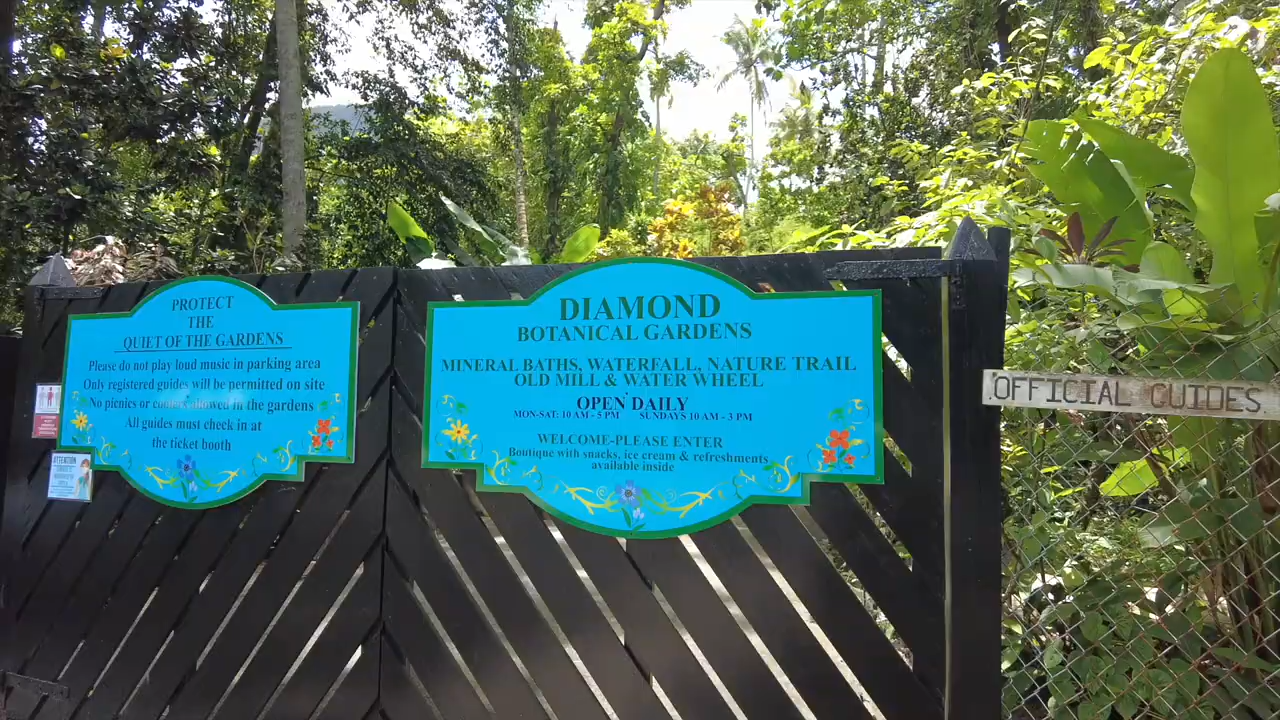 PROTECT
THE
QUIET OF THE GARDENS
Please do not play loud music in parking area
Only registered guides will be permitted on site
No picnics or coolers allowed in the gardens
All guides must check in at
the ticket booth
ATTENTION
DIAMOND
BOTANICAL GARDENS
MINERAL BATHS, WATERFALL, NATURE TRAIL
OLD MILL & WATER WHEEL
OPEN DAILY
MON-SAT: 10 AM - 5 PM SUNDAYS 10 AM - 3 PM
WELCOME-PLEASE ENTER
Boutique with snacks, ice cream & refreshments
available inside
OFFICIAL GUIDES